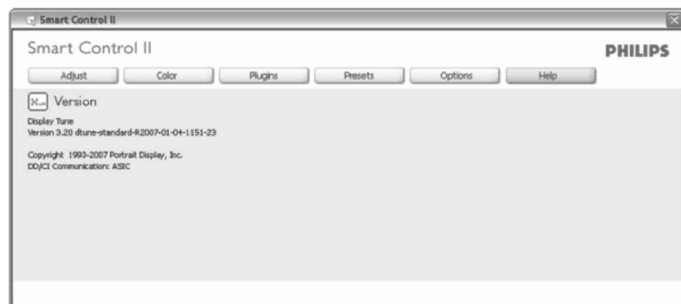 Smart Control II
Smart Control II
PHILIPS
Adjust Color Plugins Presets Options Help
Version
Display Tune
Version 3.20 dtune-standard-R2007-01-04-1151-23
Copyright 1993-2007 Portrait Display, Inc.
DD/CI Communication: ASIC